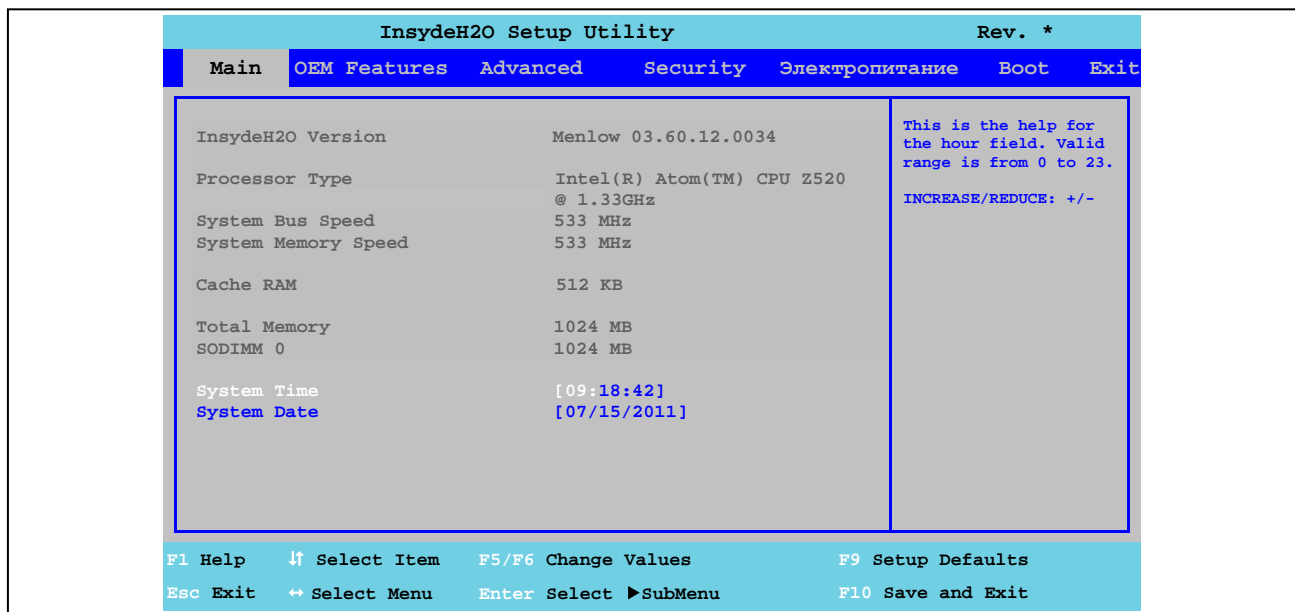 InsydeH2O Setup Utility Rev. *
Main OEM Features Advanced Security Электропитание Boot Exit
InsydeH2O Version Menlow 03.60.12.0034
Processor Type Intel(R) Atom(TM) CPU Z520
@ 1.33GHz
System Bus Speed 533 MHz
System Memory Speed 533 MHz
Cache RAM 512 KB
Total Memory 1024 MB
SODIMM 0 1024 MB
System Time [09:18:42]
System Date [07/15/2011]
This is the help for
the hour field. Valid
range is from 0 to 23.
INCREASE/REDUCE: +/-
F1 Help ↓↑ Select Item F5/F6 Change Values F9 Setup Defaults
Esc Exit ↔ Select Menu Enter Select ▶SubMenu F10 Save and Exit